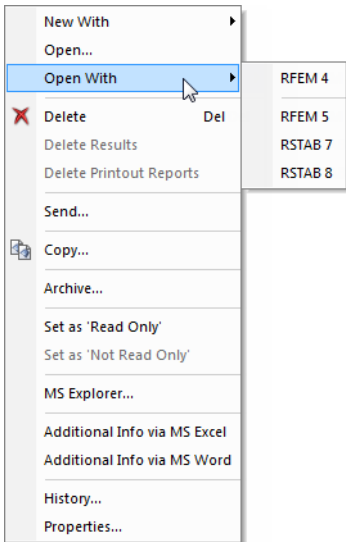 New With
Open...
Open With
RFEM 4
RFEM 5
RSTAB 7
RSTAB 8
Delete Del
Delete Results
Delete Printout Reports
Send...
Copy...
Archive...
Set as 'Read Only'
Set as 'Not Read Only'
MS Explorer...
Additional Info via MS Excel
Additional Info via MS Word
History...
Properties...